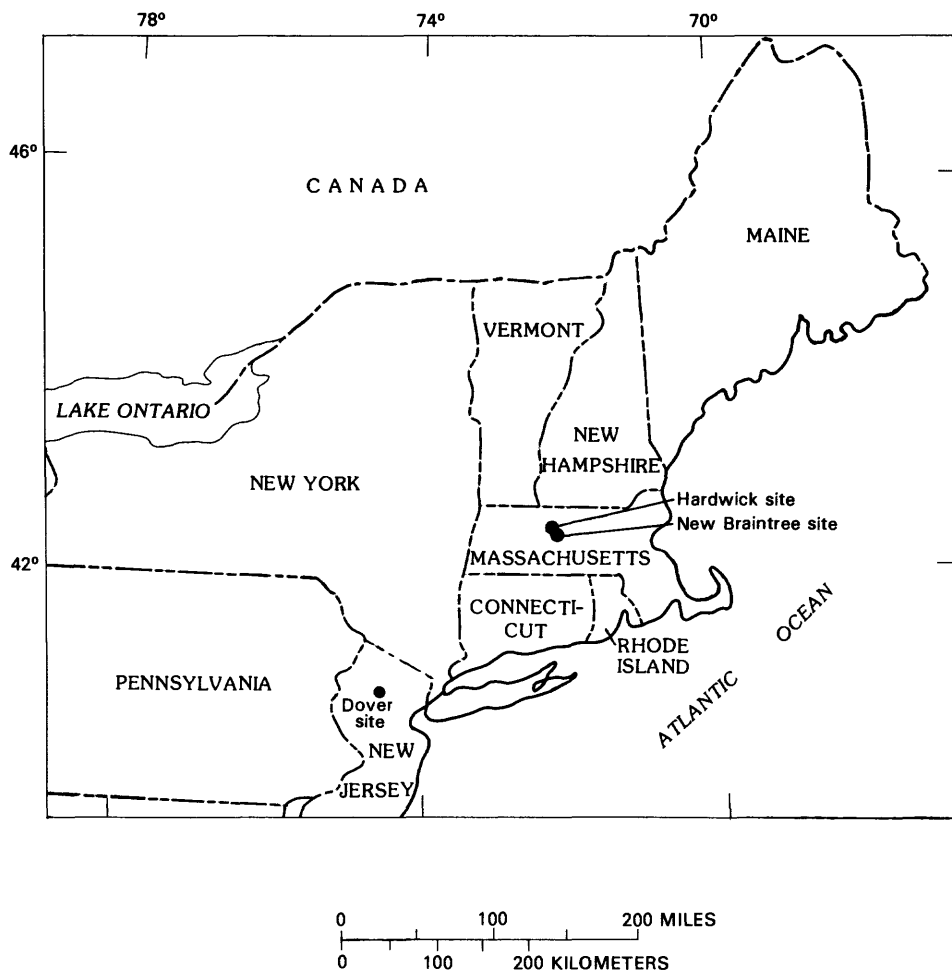 78° 74° 70°
46°
CANADA
MAINE
VERMONT
LAKE ONTARIO
NEW
HAMPSHIRE
NEW YORK
Hardwick site
New Braintree site
42°
MASSACHUSETTS
CONNECTI-
CUT
RHODE
ISLAND
ATLANTIC OCEAN
PENNSYLVANIA
Dover
site
NEW
JERSEY
0 100 200 MILES
0 100 200 KILOMETERS